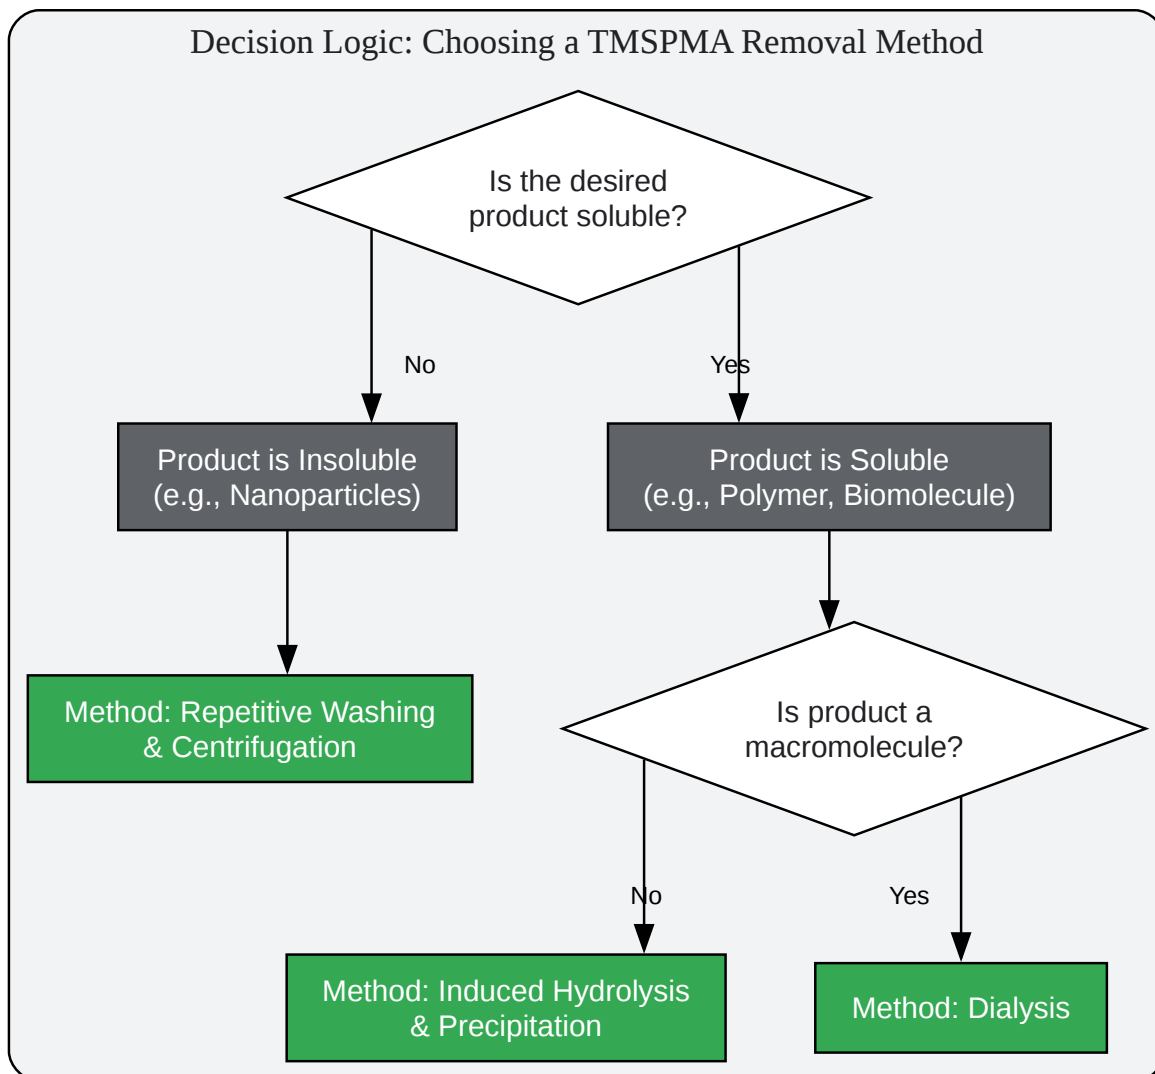 Decision Logic: Choosing a TMSPMA Removal Method
Is the desired
product soluble?
No
Yes
Product is Insoluble
(e.g., Nanoparticles)
Product is Soluble
(e.g., Polymer, Biomolecule)
Method: Repetitive Washing
& Centrifugation
Is product a
macromolecule?
No
Yes
Method: Induced Hydrolysis
& Precipitation
Method: Dialysis